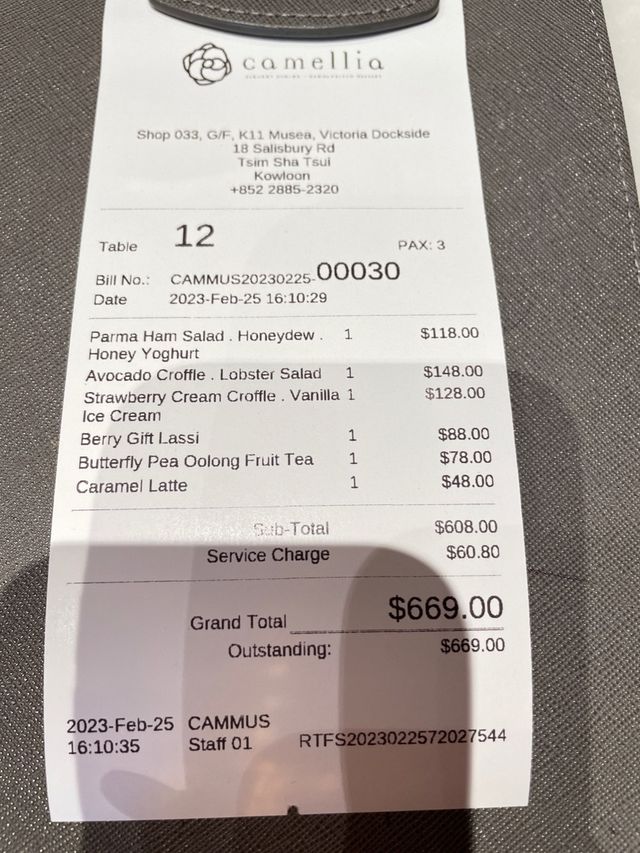 camellia
Shop 033, G/F, K11 Musea, Victoria Dockside
18 Salisbury Rd
Tsim Sha Tsui
Kowloon
+852 2885-2320
Table 12 PAX: 3
Bill No.: CAMMUS20230225-00030
Date 2023-Feb-25 16:10:29
Parma Ham Salad . Honeydew . 1 $118.00
Honey Yoghurt
Avocado Croffle . Lobster Salad 1 $148.00
Strawberry Cream Croffle . Vanilla 1 $128.00
Ice Cream
Berry Gift Lassi 1 $88.00
Butterfly Pea Oolong Fruit Tea 1 $78.00
Caramel Latte 1 $48.00
Sub-Total $608.00
Service Charge $60.80
Grand Total $669.00
Outstanding: $669.00
2023-Feb-25 CAMMUS
16:10:35 Staff 01 RTFS2023022572027544